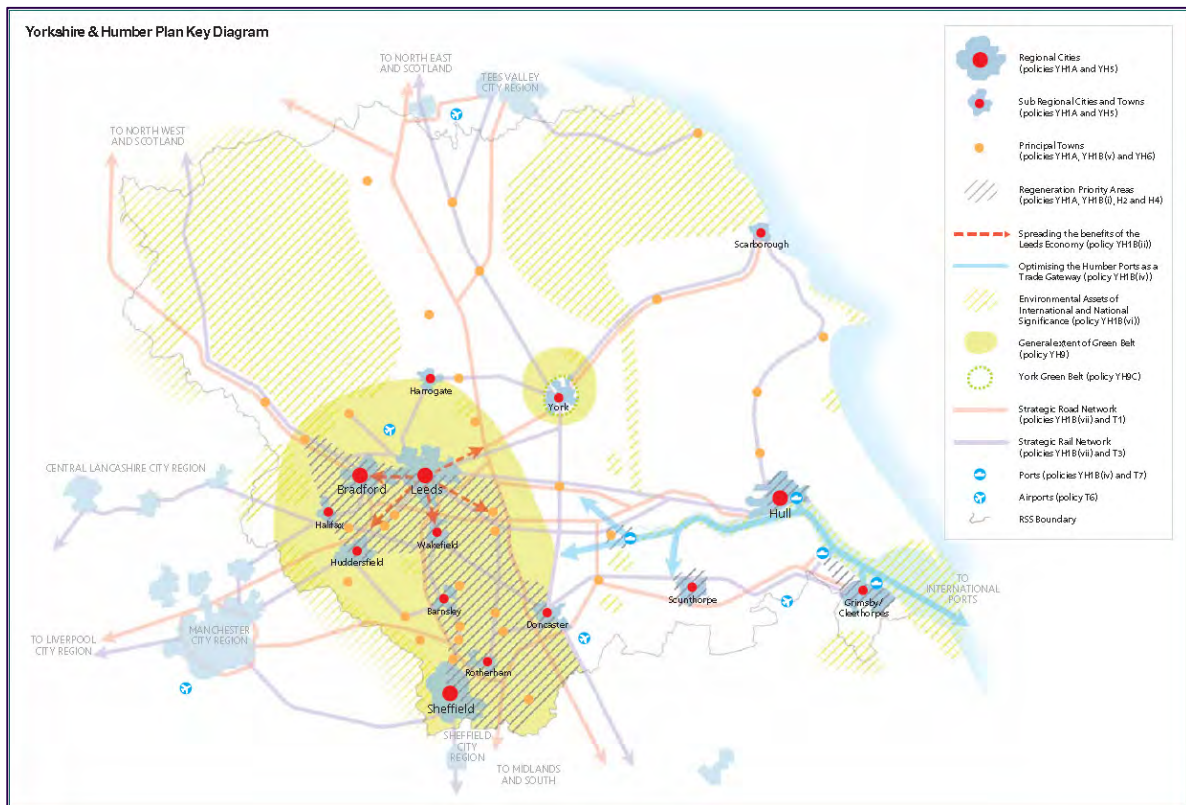 Yorkshire & Humber Plan Key Diagram
TO NORTH EAST
AND SCOTLAND
TEES VALLEY
CITY REGION
TO NORTH WEST
AND SCOTLAND
Scarborough
Harrogate
York
CENTRAL LANCASHIRE CITY REGION
Bradford
Leeds
Hull
Halifax
Wakefield
Huddersfield
TO
INTERNATIONAL
PORTS
Scunthorpe
Grimsby/
Cleethorpes
Barnsley
Doncaster
MANCHESTER
CITY REGION
TO LIVERPOOL
CITY REGION
Rotherham
Sheffield
SHEFFIELD
CITY
REGION
TO MIDLANDS
AND SOUTH
Regional Cities
(policies YH1A and YH5)
Sub Regional Cities and Towns
(policies YH1A and YH5)
Principal Towns
(policies YH1A, YH1B(v) and YH6)
Regeneration Priority Areas
(policies YH1A, YH1B(i), H2 and H4)
Spreading the benefits of the
Leeds Economy (policy YH1B(ii))
Optimising the Humber Ports as a
Trade Gateway (policy YH1B(iv))
Environmental Assets of
International and National
Significance (policy YH1B(vi))
General extent of Green Belt
(policy YH9)
York Green Belt (policy YH9C)
Strategic Road Network
(policies YH1B(vii) and T1)
Strategic Rail Network
(policies YH1B(vii) and T3)
Ports (policies YH1B(iv) and T7)
Airports (policy T6)
RSS Boundary